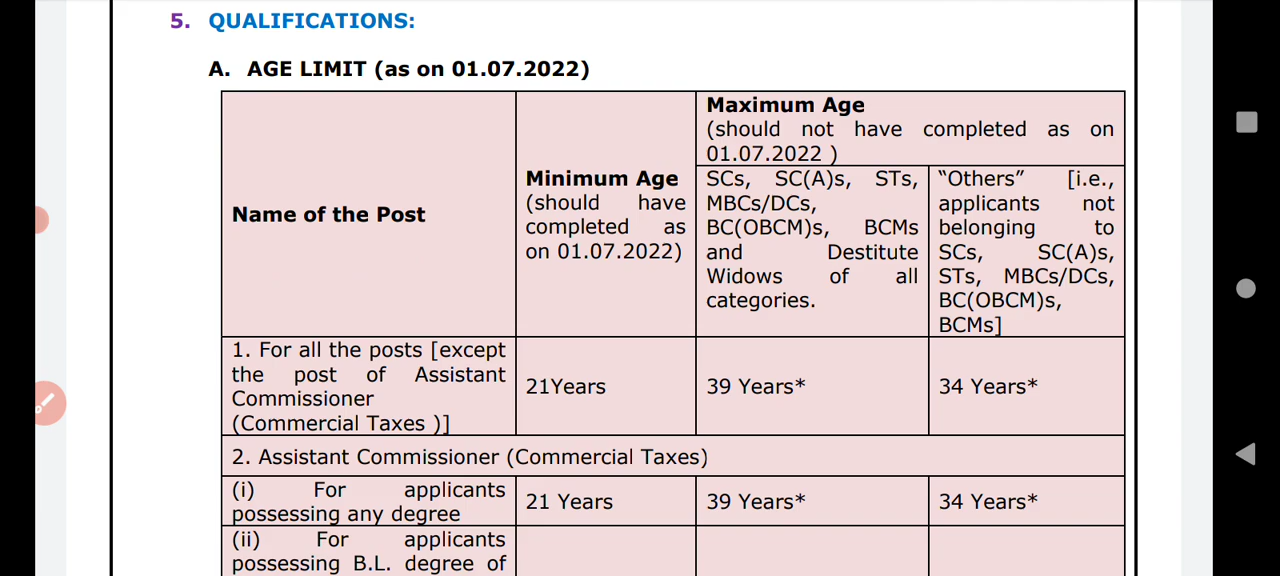 5. QUALIFICATIONS:
A. AGE LIMIT (as on 01.07.2022)
Name of the Post
Minimum Age
(should have
completed as
on 01.07.2022)
Maximum Age
(should not have completed as on
01.07.2022 )
SCs, SC(A)s, STs,
MBCs/DCs,
BC(OBCM)s, BCMs
and Destitute
Widows of all
categories.
“Others” [i.e.,
applicants not
belonging to
SCs, SC(A)s,
STs, MBCs/DCs,
BC(OBCM)s,
BCMs]
1. For all the posts [except
the post of Assistant
Commissioner
(Commercial Taxes )]
21Years
39 Years*
34 Years*
2. Assistant Commissioner (Commercial Taxes)
(i) For applicants
possessing any degree
21 Years
39 Years*
34 Years*
(ii) For applicants
possessing B.L. degree of